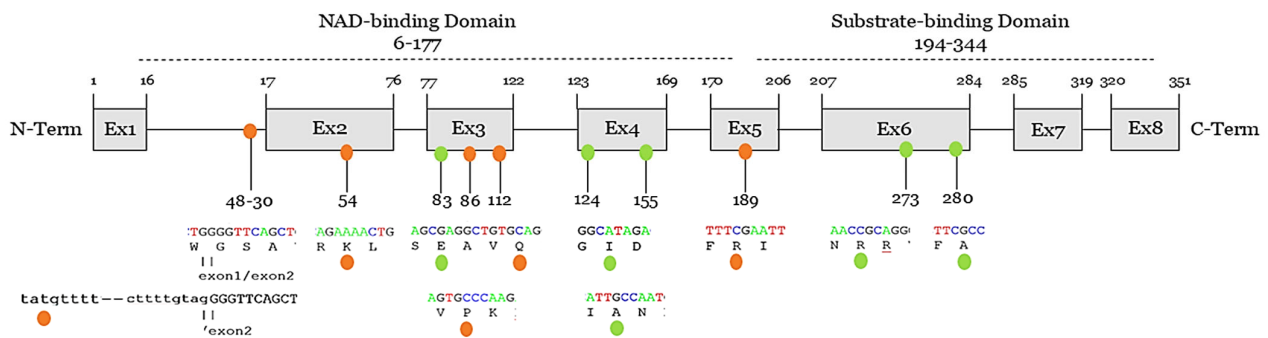 NAD-binding Domain
6-177
Substrate-binding Domain
194-344
1 16 17 76 77 122 123 169 170 206 207 284 285 319 320 351
N-Term Ex1 Ex2 Ex3 Ex4 Ex5 Ex6 Ex7 Ex8 C-Term
48-30 54 83 86 112 124 155 189 273 280
TGGGGTTCAGCT AGAAAACTG AGCGAGGCTGTGCAG GGCATAGA TTTCGAATT AACCGCAGG TTCGCC
W G S A R K L S E A V Q G I D F R I N R R F A
exon1/exon2
tatgtttt--cttttgtagGGGTTCAGCT AGTGCCCAAG ATTGCCAAT
V P K I A N
'exon2